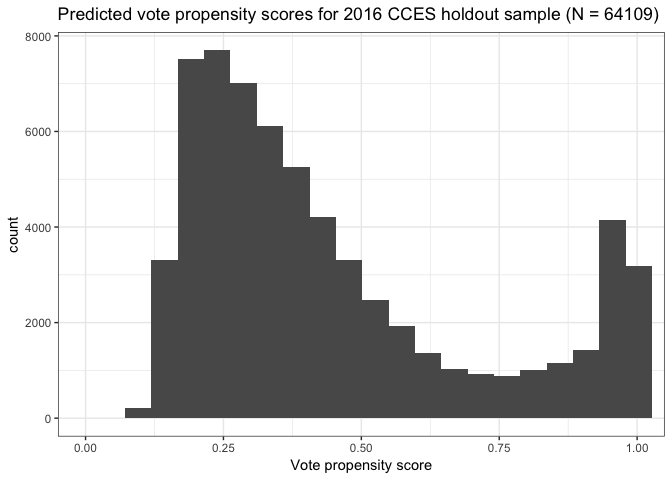 Predicted vote propensity scores for 2016 CCES holdout sample (N = 64109)
8000
6000
4000
2000
0
count
0.00 0.25 0.50 0.75 1.00
Vote propensity score